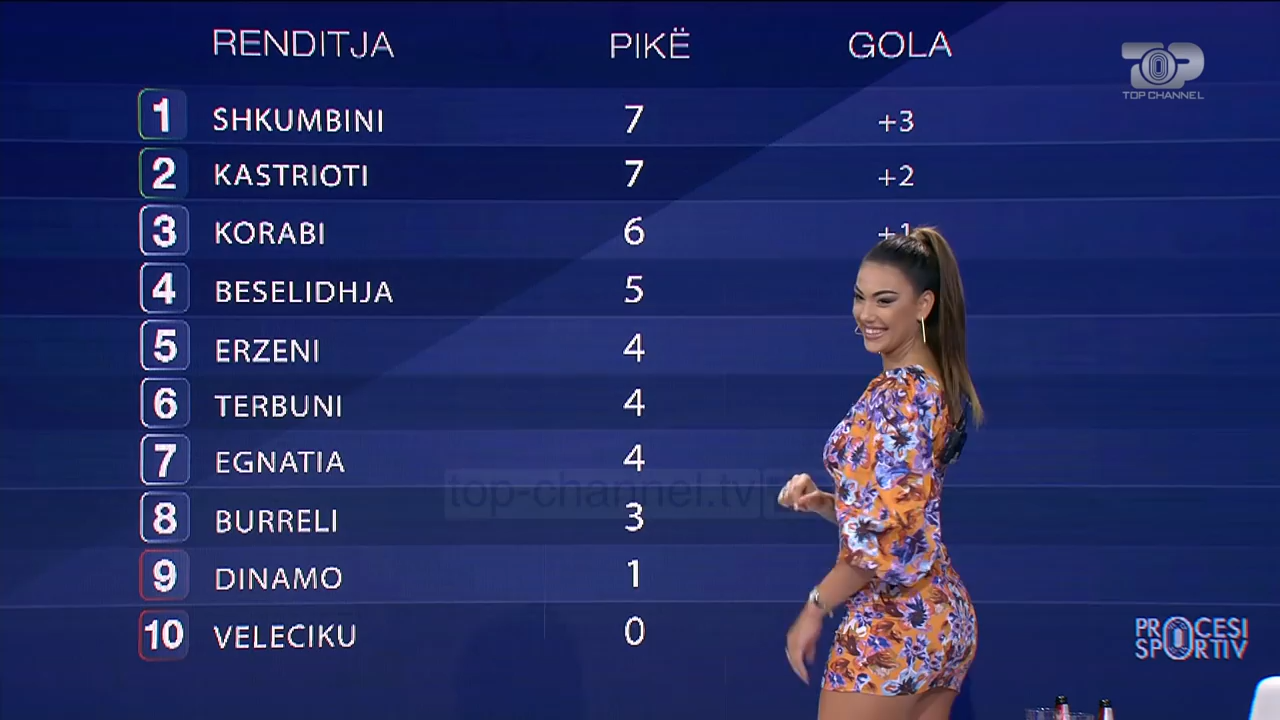 RENDITJA PIKË GOLA
TOP CHANNEL
1 SHKUMBINI 7 +3
2 KASTRIOTI 7 +2
3 KORABI 6 +1
4 BESELIDHJA 5
5 ERZENI 4
6 TERBUNI 4
7 EGNATIA 4
top-channel.tv
8 BURRELI 3
9 DINAMO 1
10 VELECIKU 0
PROCESI
SPORTIV